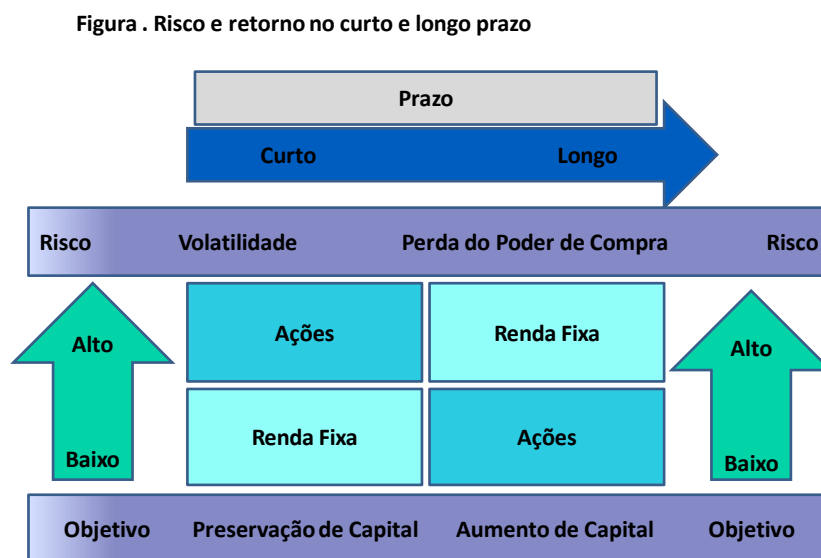 Figura . Risco e retorno no curto e longo prazo
Prazo
Curto Longo
Risco Volatilidade Perda do Poder de Compra Risco
Alto Ações Renda Fixa Alto
Baixo Renda Fixa Ações Baixo
Objetivo Preservação de Capital Aumento de Capital Objetivo